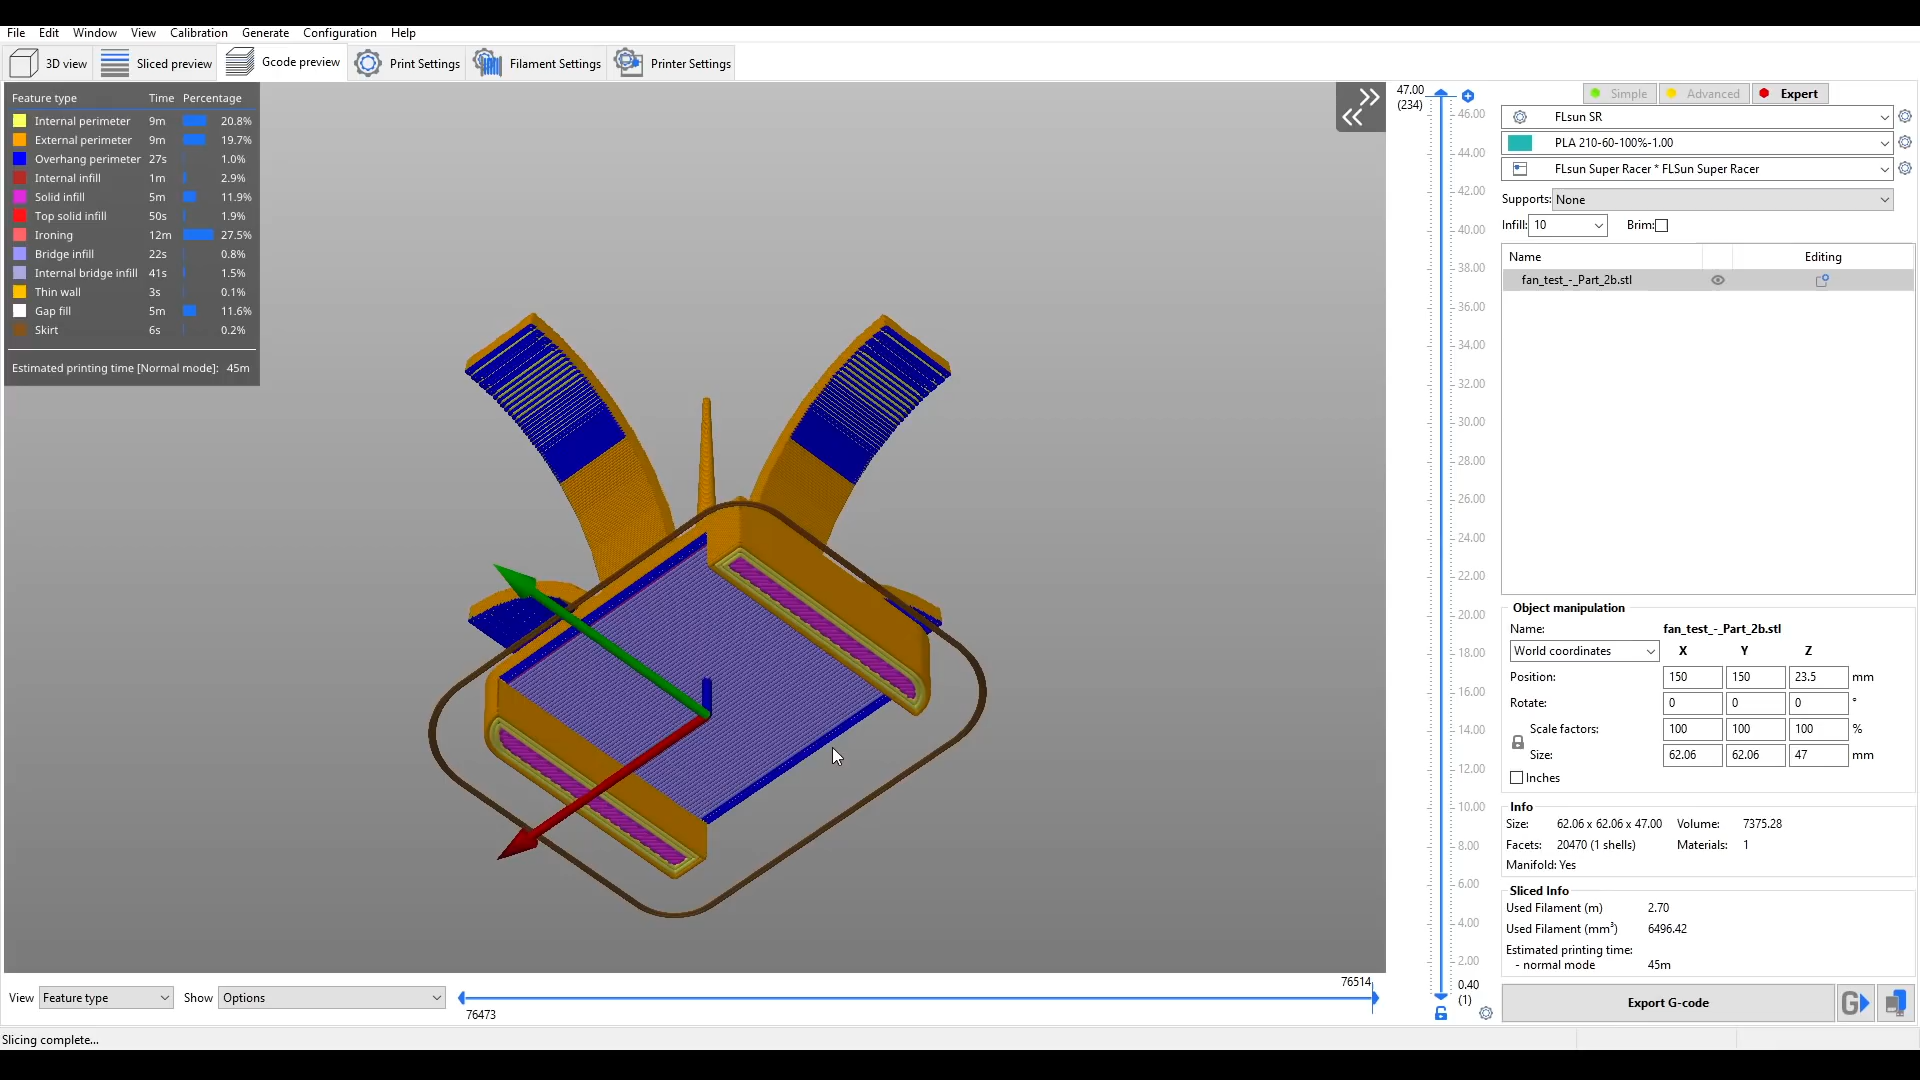 File Edit Window View Calibration Generate Configuration Help
3D view Sliced preview Gcode preview Print Settings Filament Settings Printer Settings
Feature type Time Percentage
Internal perimeter 9m 20.8%
External perimeter 9m 19.7%
Overhang perimeter 27s 1.0%
Internal infill 1m 2.9%
Solid infill 5m 11.9%
Top solid infill 50s 1.9%
Ironing 12m 27.5%
Bridge infill 22s 0.8%
Internal bridge infill 41s 1.5%
Thin wall 3s 0.1%
Gap fill 5m 11.6%
Skirt 6s 0.2%
Estimated printing time [Normal mode]: 45m
47.00
(234)
46.00
44.00
42.00
40.00
38.00
36.00
34.00
32.00
30.00
28.00
26.00
24.00
22.00
20.00
18.00
16.00
14.00
12.00
10.00
8.00
6.00
4.00
2.00
0.40
(1)
Simple Advanced Expert
FLsun SR
PLA 210-60-100%-1.00
FLsun Super Racer * FLSun Super Racer
Supports: None
Infill: 10 Brim:
Name Editing
fan_test_-_Part_2b.stl
Object manipulation
Name: fan_test_-_Part_2b.stl
World coordinates X Y Z
Position: 150 150 23.5 mm
Rotate: 0 0 0 °
Scale factors: 100 100 100 %
Size: 62.06 62.06 47 mm
Inches
Info
Size: 62.06 x 62.06 x 47.00 Volume: 7375.28
Facets: 20470 (1 shells) Materials: 1
Manifold: Yes
Sliced Info
Used Filament (m) 2.70
Used Filament (mm³) 6496.42
Estimated printing time:
- normal mode 45m
Export G-code G
View Feature type Show Options
76514
76473
Slicing complete...